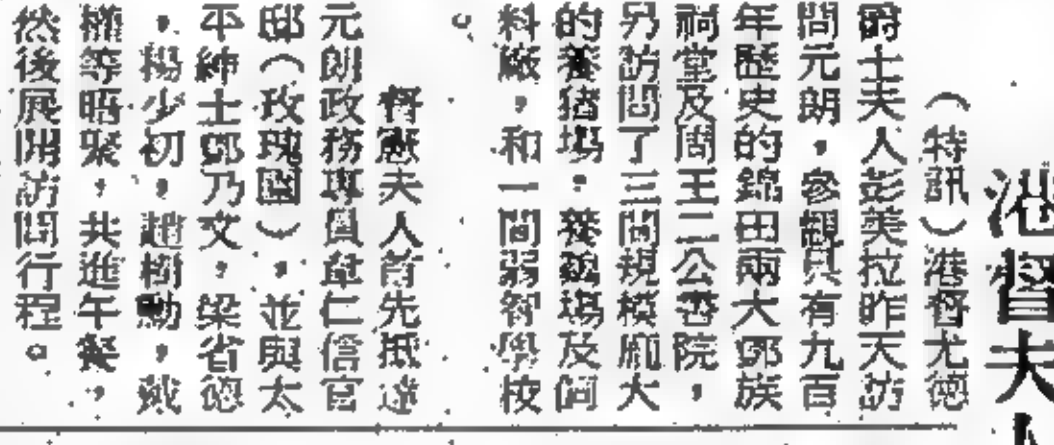 港督夫人
（特訊）港督尤德
爵士夫人彭美拉昨天訪
問元朗，參觀具有九百
年歷史的錦田兩大鄧族
祠堂及周王二公書院，
另訪問了三間規模頗大
的養豬場，養鷄場及飼
料廠，和一間弱智學校
。
督憲夫人首先抵達
元朗政務專員韋仁信官
邸（玫瑰園），並與太
平紳士鄧乃文，梁省德
，楊少初，趙樹勳，戴
權等晤聚，共進午餐，
然後展開訪問行程。